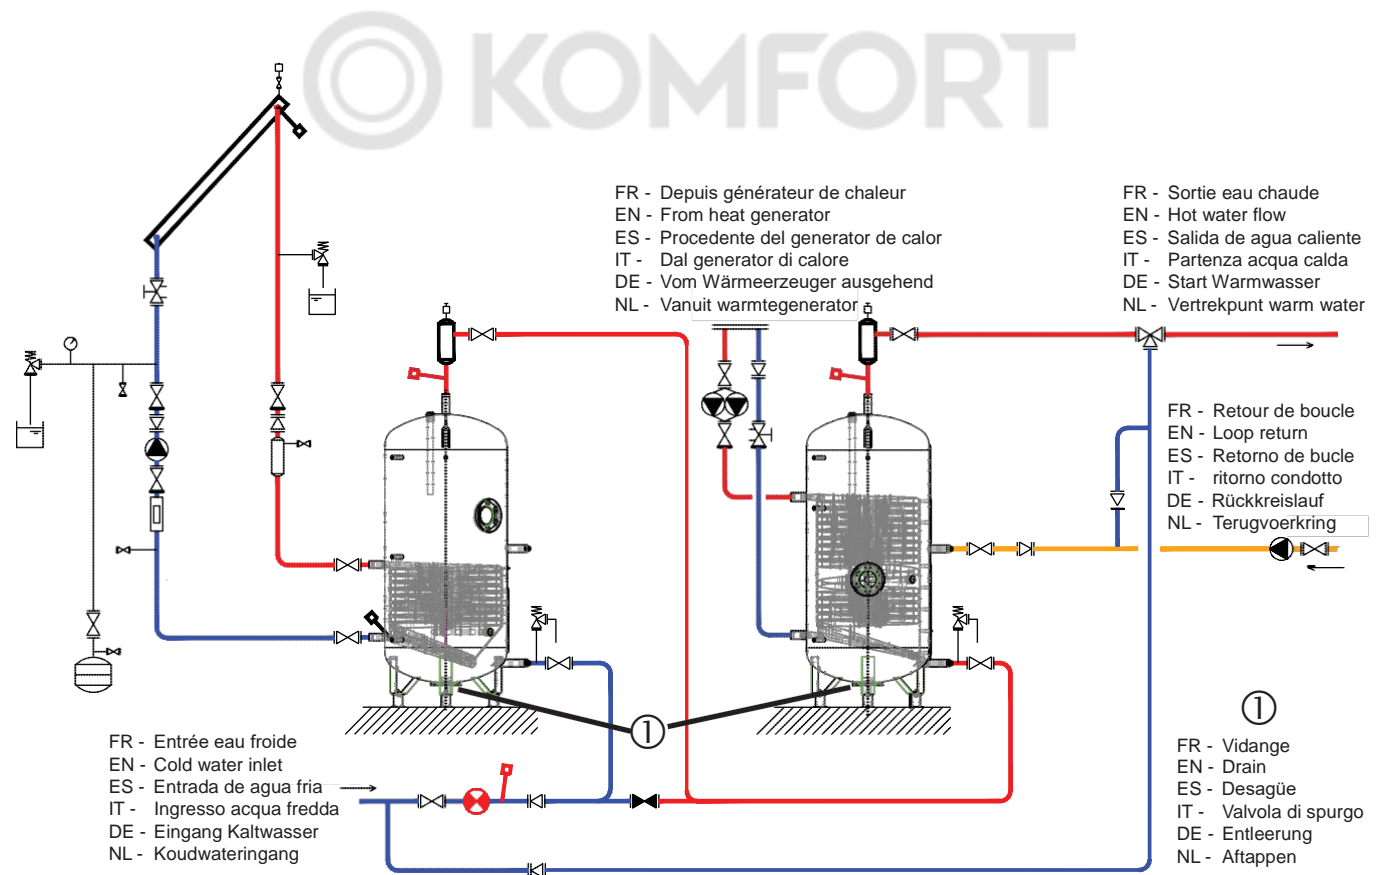 KOMFORT
FR - Depuis générateur de chaleur
EN - From heat generator
ES - Procedente del generator de calor
IT - Dal generator di calore
DE - Vom Wärmeerzeuger ausgehend
NL - Vanuit warmtegenerator
FR - Sortie eau chaude
EN - Hot water flow
ES - Salida de agua caliente
IT - Partenza acqua calda
DE - Start Warmwasser
NL - Vertrekpunt warm water
FR - Retour de boucle
EN - Loop return
ES - Retorno de bucle
IT - ritorno condotto
DE - Rückkreislauf
NL - Terugvoerkring
1
FR - Entrée eau froide
EN - Cold water inlet
ES - Entrada de agua fria
IT - Ingresso acqua fredda
DE - Eingang Kaltwasser
NL - Koudwateringang
1
FR - Vidange
EN - Drain
ES - Desagüe
IT - Valvola di spurgo
DE - Entleerung
NL - Aftappen